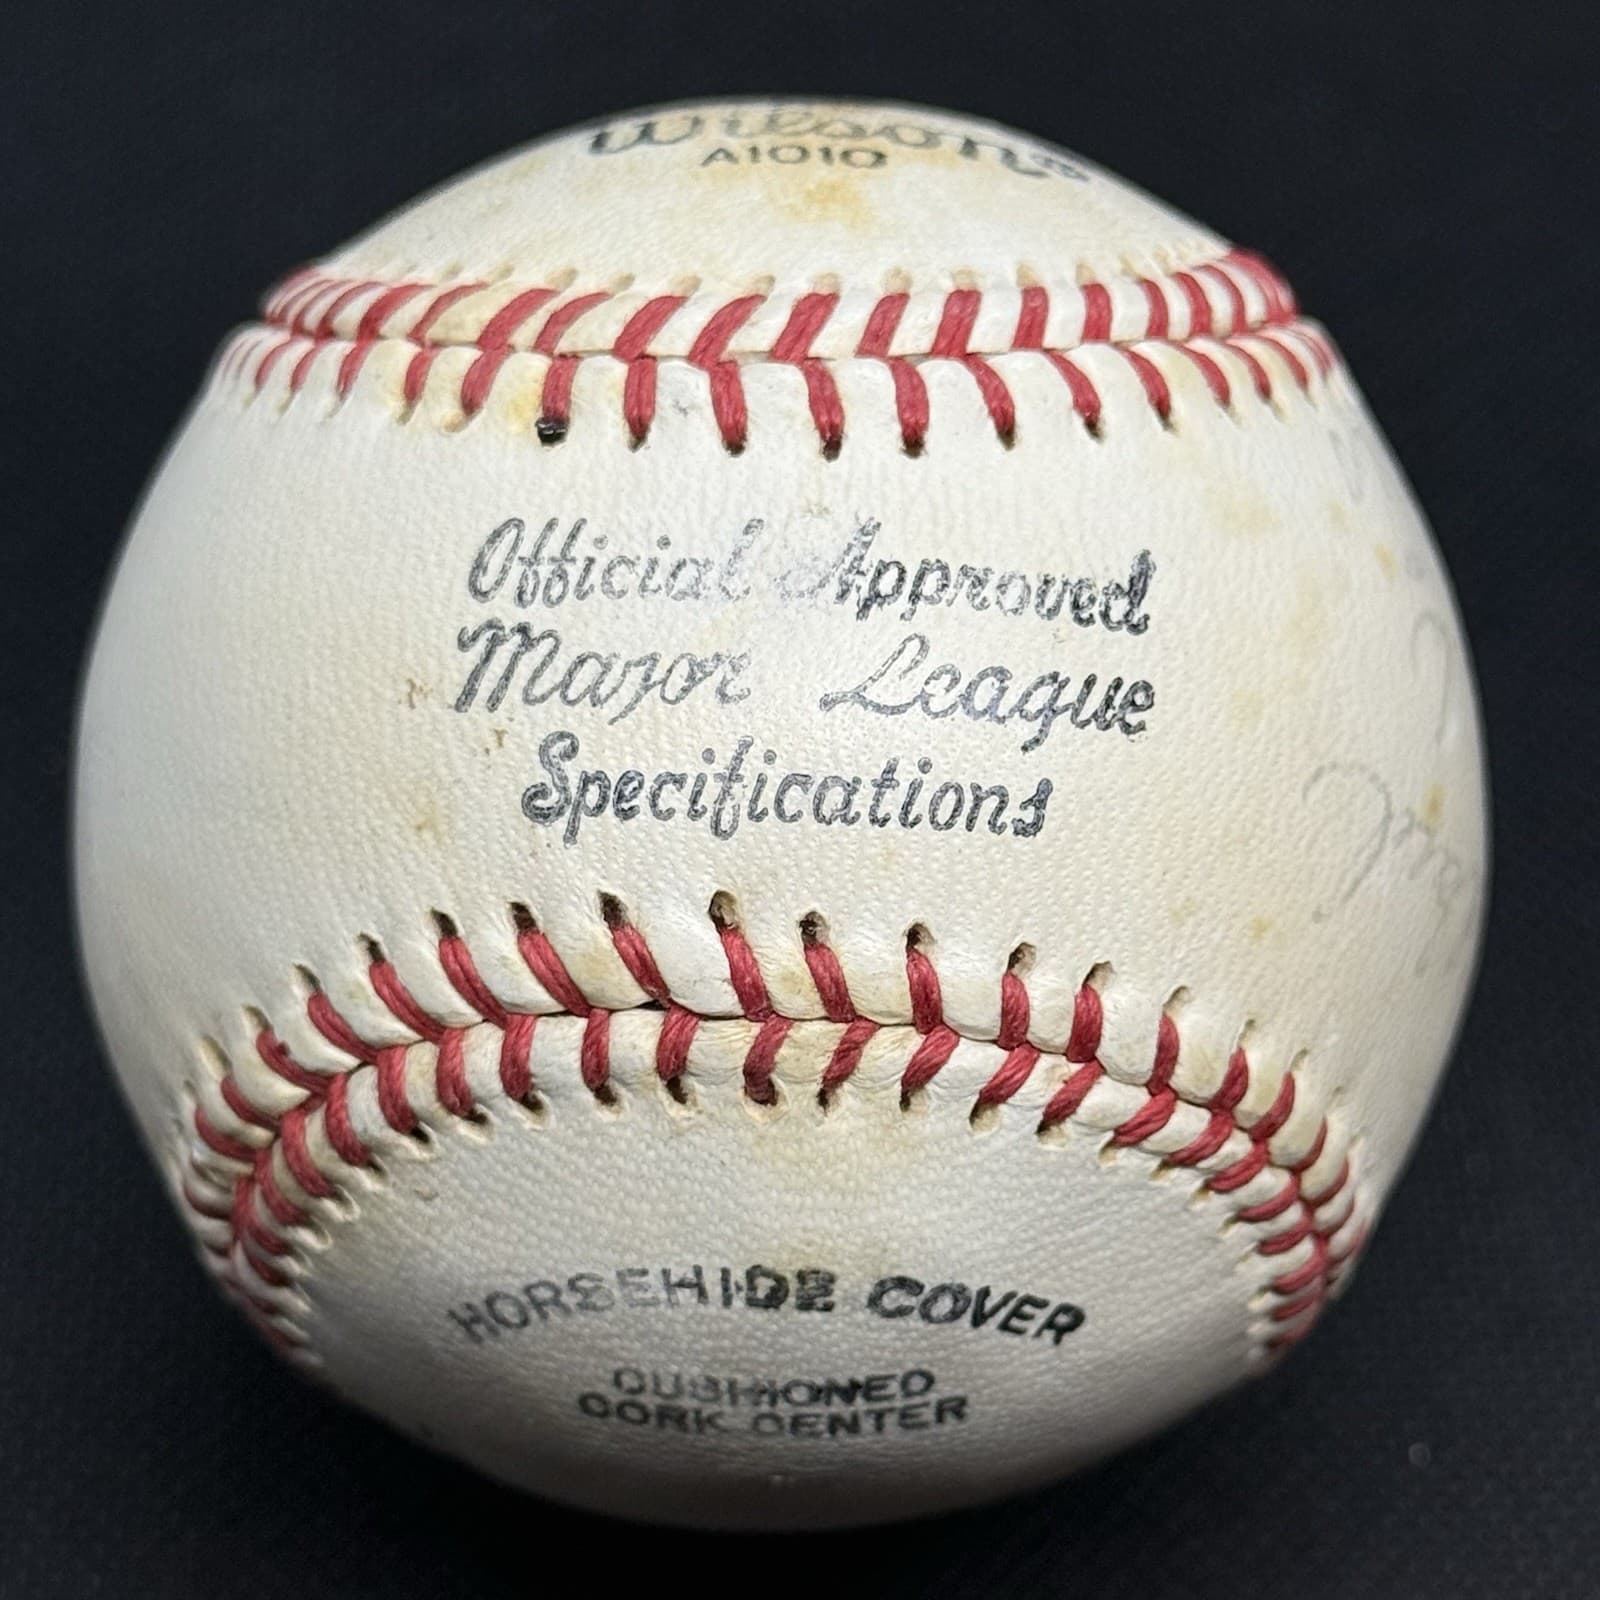 Wilson
A1010
Official Approved
Major League
Specifications
HORSEHIDE COVER
CUSHIONED
CORK CENTER